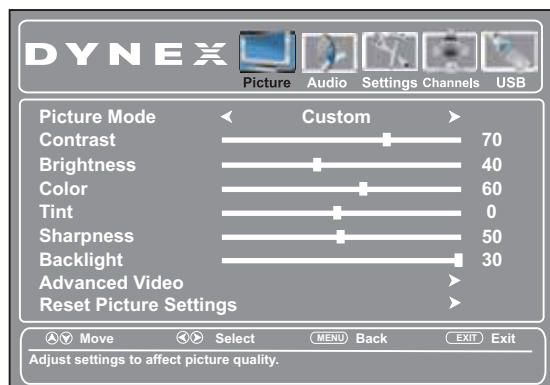 DYNEX
Picture Audio Settings Channels USB
Picture Mode Custom
Contrast 70
Brightness 40
Color 60
Tint 0
Sharpness 50
Backlight 30
Advanced Video
Reset Picture Settings
Move Select MENU Back EXIT Exit
Adjust settings to affect picture quality.